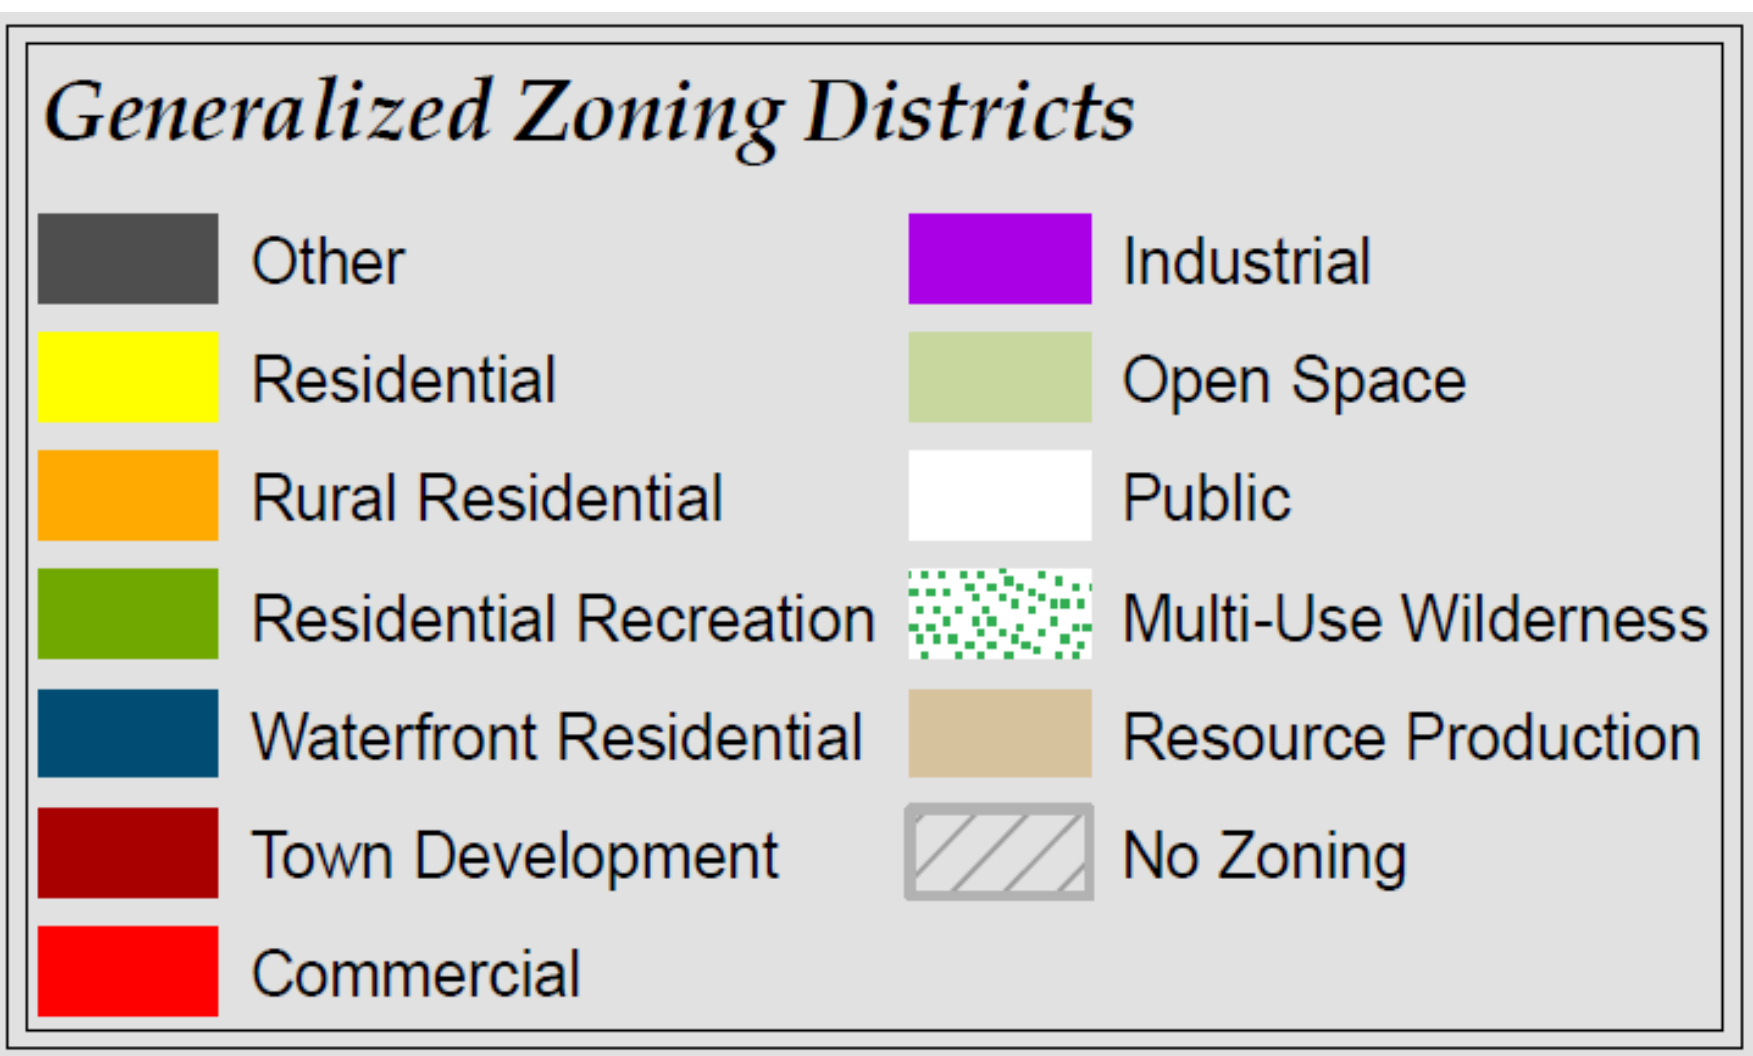 Generalized Zoning Districts
Other
Residential
Rural Residential
Residential Recreation
Waterfront Residential
Town Development
Commercial
Industrial
Open Space
Public
Multi-Use Wilderness
Resource Production
No Zoning